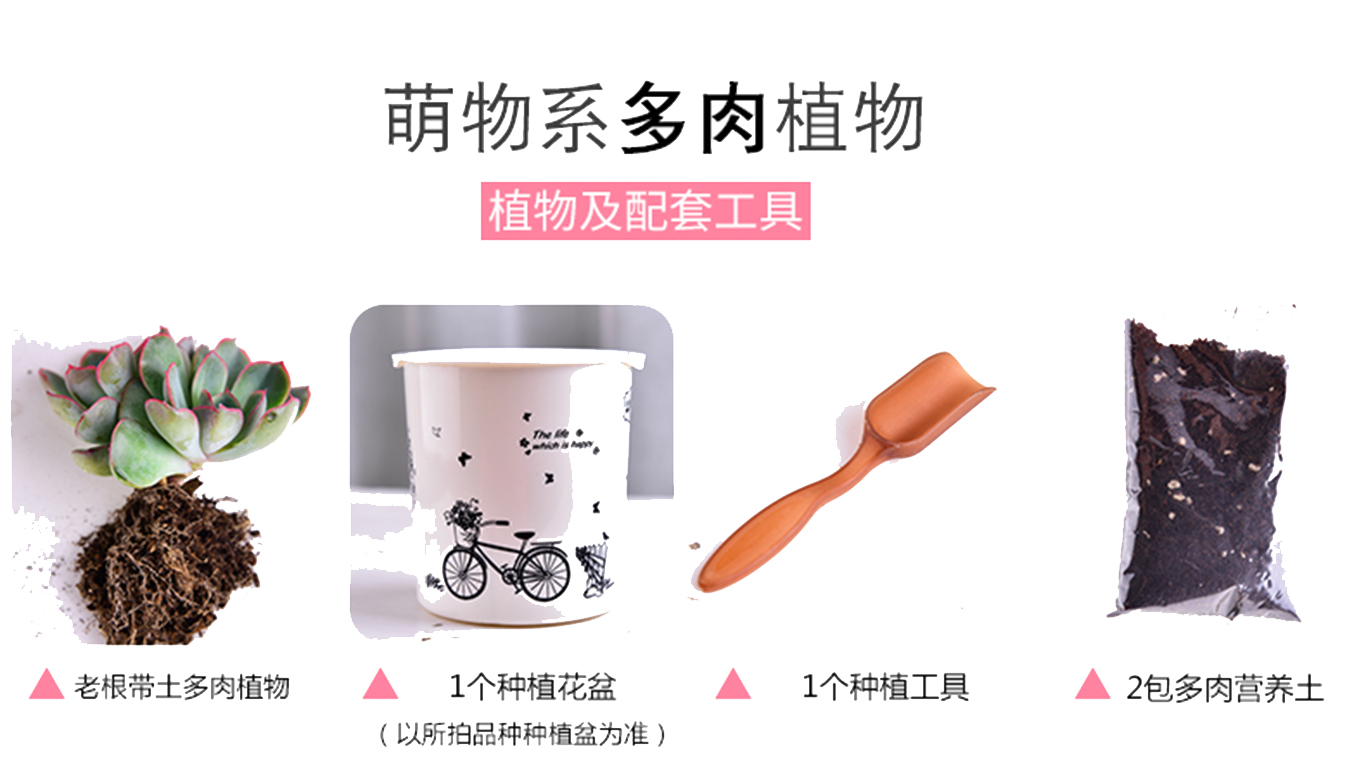 萌物系多肉植物
植物及配套工具
The life
which is happy
老根带土多肉植物
1个种植花盆
1个种植工具
2包多肉营养土
（以所拍品种种植盆为准）